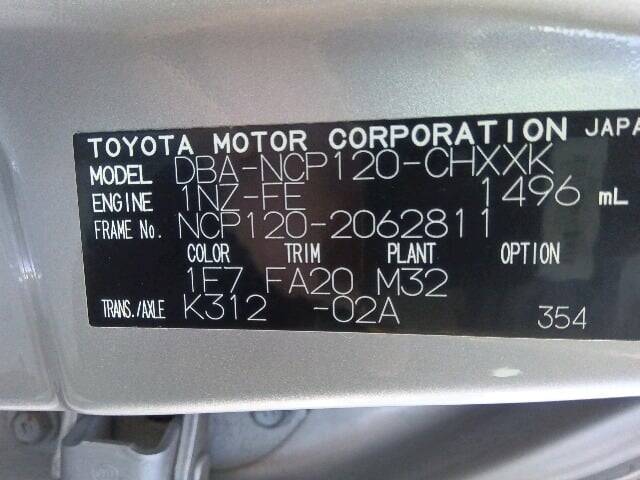 TOYOTA MOTOR CORPORATION JAPA
MODEL DBA-NCP120-CHXXK
ENGINE 1NZ-FE 1496 mL
FRAME No. NCP120-2062811
COLOR TRIM PLANT OPTION
1E7 FA20 M32
TRANS./AXLE K312 -02A 354